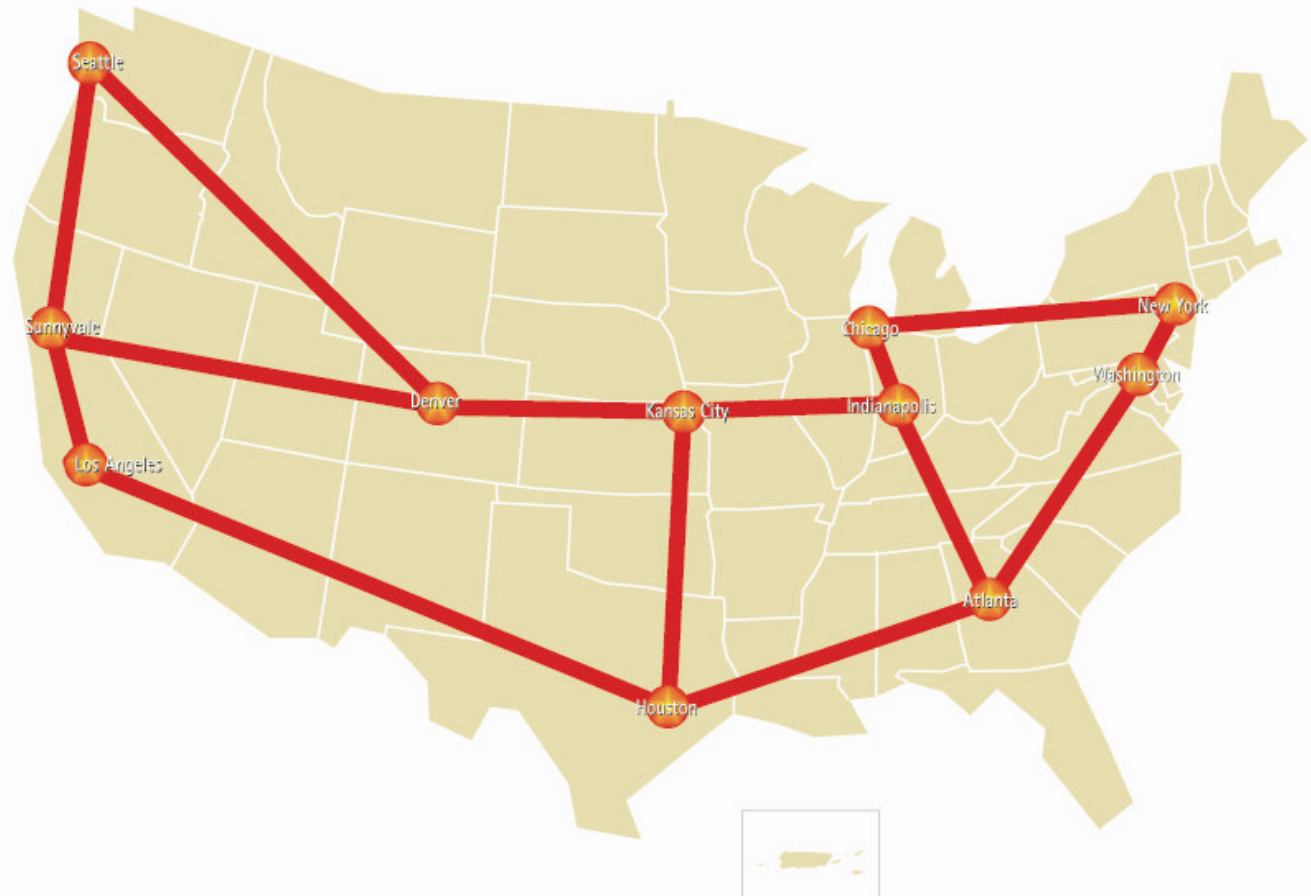 Seattle
New York
Sunnyvale
Chicago
Washington
Denver
Kansas City
Indianapolis
Los Angeles
Atlanta
Houston